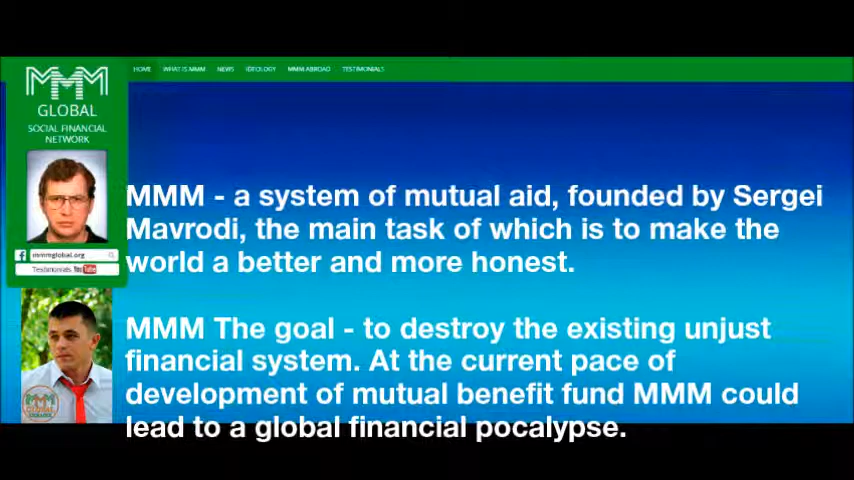 HOME WHAT IS MMM NEWS IDEOLOGY MMM ABROAD TESTIMONIALS
MMM
GLOBAL
SOCIAL FINANCIAL
NETWORK
mmmglobal.org
Testimonials YouTube
MMM - a system of mutual aid, founded by Sergei
Mavrodi, the main task of which is to make the
world a better and more honest.
MMM The goal - to destroy the existing unjust
financial system. At the current pace of
development of mutual benefit fund MMM could
lead to a global financial pocalypse.
MMM
GLOBAL